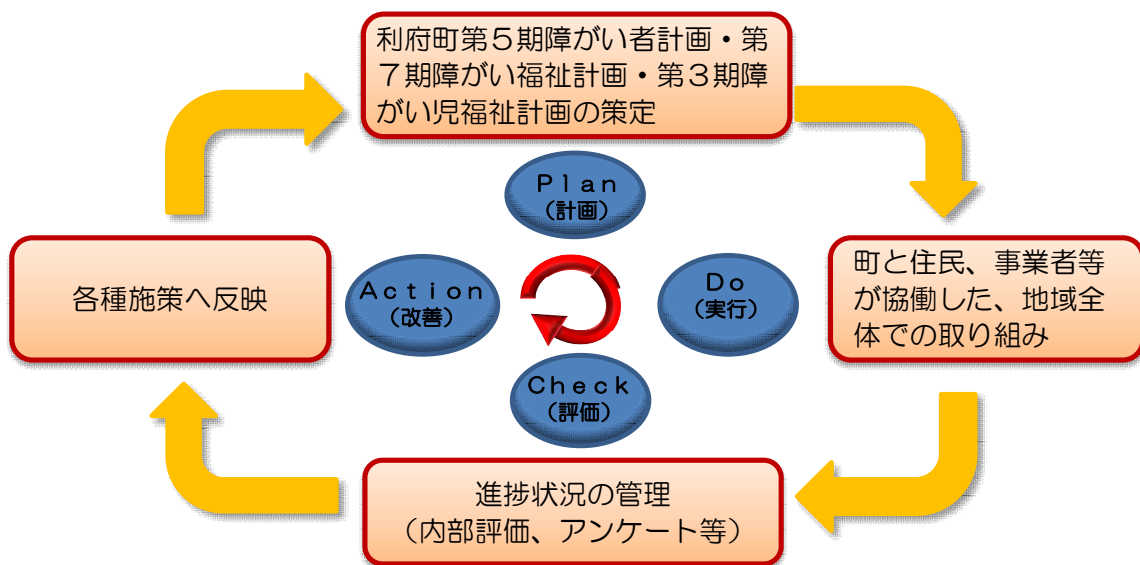 利府町第５期障がい者計画・第
７期障がい福祉計画・第３期障
がい児福祉計画の策定
Ｐｌａｎ
（計画）
各種施策へ反映
Ａｃｔｉｏｎ
（改善）
Ｄｏ
（実行）
町と住民、事業者等
が協働した、地域全
体での取り組み
Ｃｈｅｃｋ
（評価）
進捗状況の管理
（内部評価、アンケート等）